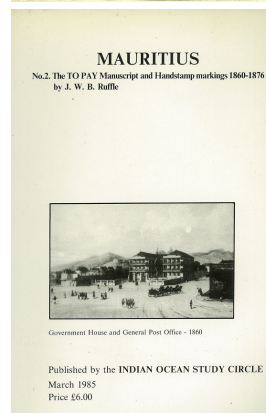 MAURITIUS
No.2. The TO PAY Manuscript and Handstamp markings 1860-1876
by J. W. B. Ruffle
Government House and General Post Office - 1860
Published by the INDIAN OCEAN STUDY CIRCLE
March 1985
Price £6.00